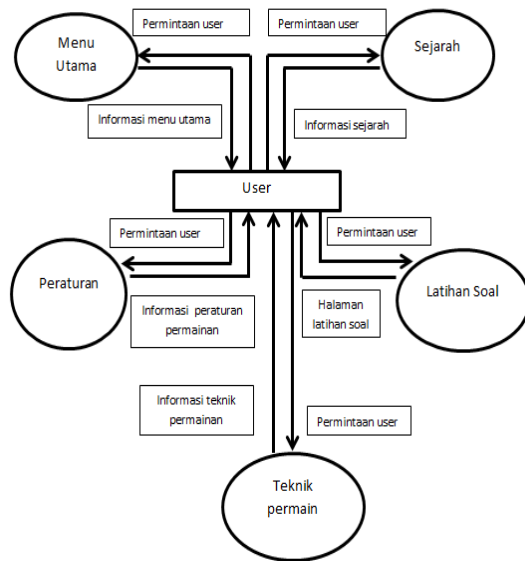 Permintaan user
Permintaan user
Menu
Utama
Sejarah
Informasi menu utama
Informasi sejarah
User
Permintaan user
Permintaan user
Peraturan
Latihan Soal
Informasi peraturan
permainan
Halaman
latihan soal
Informasi teknik
permainan
Permintaan user
Teknik
permain